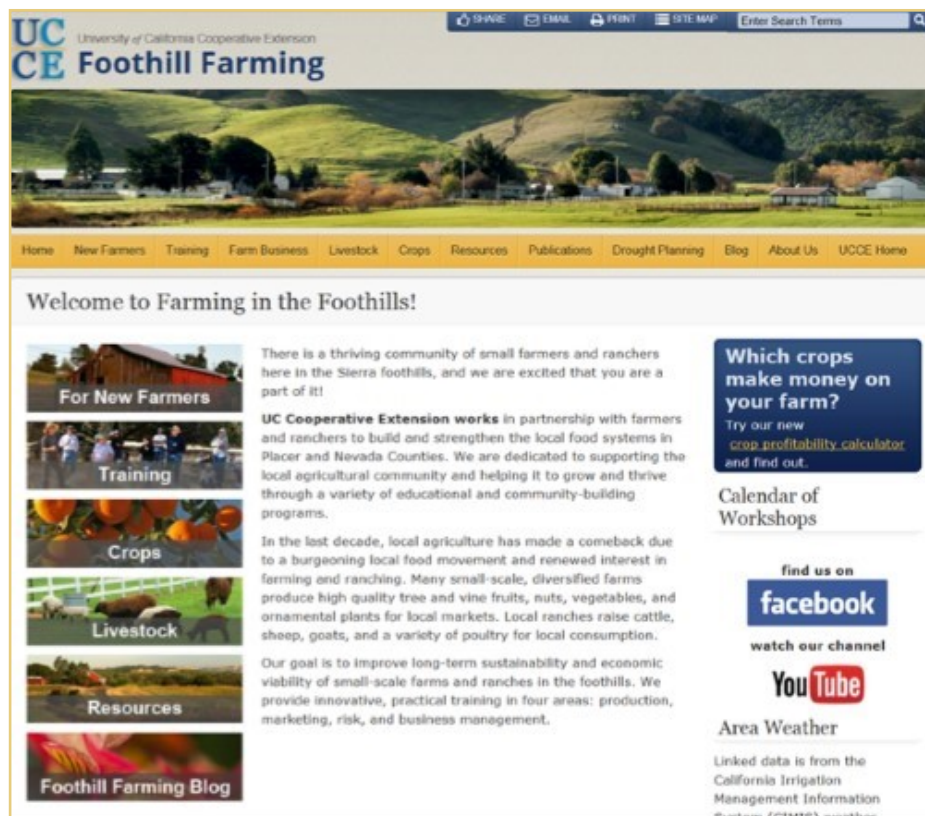 SHARE EMAIL PRINT SITE MAP Enter Search Terms
UC
CE
University of California Cooperative Extension
Foothill Farming
Home New Farmers Training Farm Business Livestock Crops Resources Publications Drought Planning Blog About Us UCCE Home
Welcome to Farming in the Foothills!
For New Farmers
Training
Crops
Livestock
Resources
Foothill Farming Blog
There is a thriving community of small farmers and ranchers
here in the Sierra foothills, and we are excited that you are a
part of it!
UC Cooperative Extension works in partnership with farmers
and ranchers to build and strengthen the local food systems in
Placer and Nevada Counties. We are dedicated to supporting the
local agricultural community and helping it to grow and thrive
through a variety of educational and community-building
programs.
In the last decade, local agriculture has made a comeback due
to a burgeoning local food movement and renewed interest in
farming and ranching. Many small-scale, diversified farms
produce high quality tree and vine fruits, nuts, vegetables, and
ornamental plants for local markets. Local ranches raise cattle,
sheep, goats, and a variety of poultry for local consumption.
Our goal is to improve long-term sustainability and economic
viability of small-scale farms and ranches in the foothills. We
provide innovative, practical training in four areas: production,
marketing, risk, and business management.
Which crops
make money on
your farm?
Try our new
crop profitability calculator
and find out.
Calendar of
Workshops
find us on
facebook
watch our channel
YouTube
Area Weather
Linked data is from the
California Irrigation
Management Information
System (CIMIS) weather